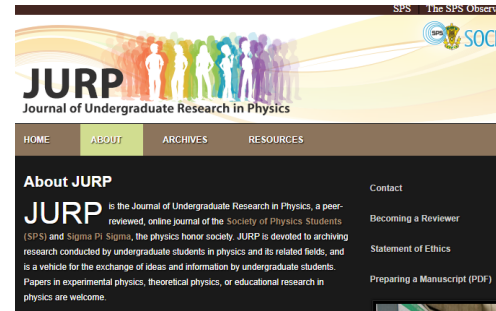 SPS The SPS Observ
SPS SOCI
JURP
Journal of Undergraduate Research in Physics
HOME ABOUT ARCHIVES RESOURCES
About JURP
JURP is the Journal of Undergraduate Research in Physics, a peer-
reviewed, online journal of the Society of Physics Students
(SPS) and Sigma Pi Sigma, the physics honor society. JURP is devoted to archiving
research conducted by undergraduate students in physics and its related fields, and
is a vehicle for the exchange of ideas and information by undergraduate students.
Papers in experimental physics, theoretical physics, or educational research in
physics are welcome.
Contact
Becoming a Reviewer
Statement of Ethics
Preparing a Manuscript (PDF)